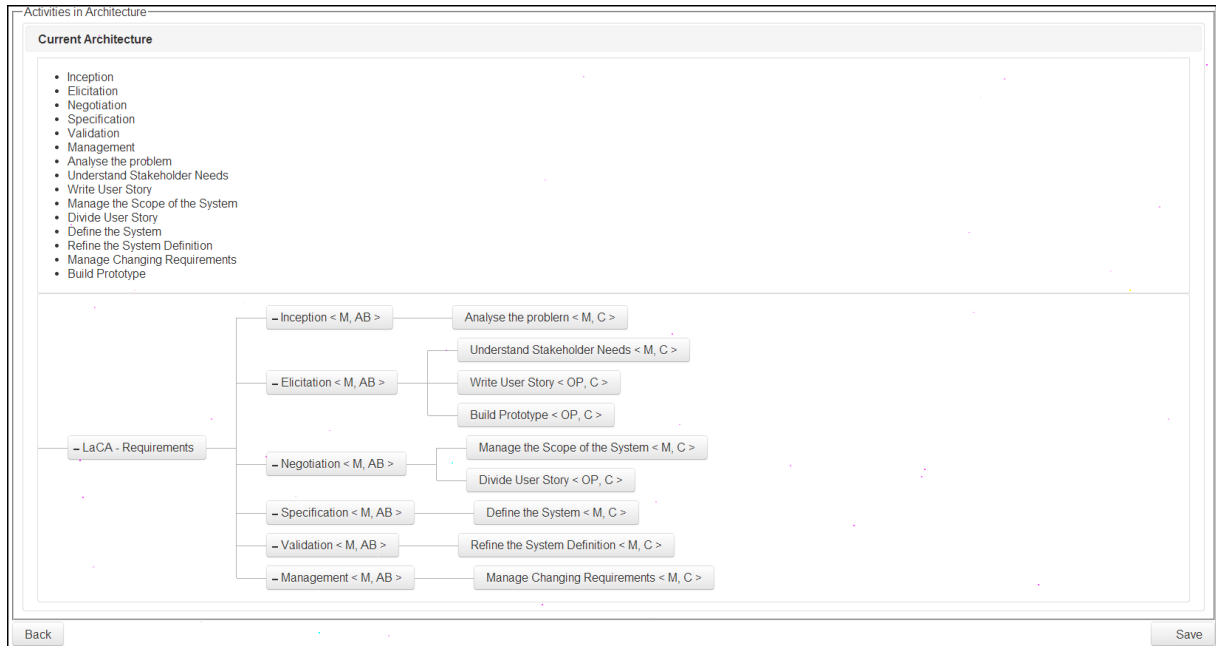 Activities in Architecture
Current Architecture
• Inception
• Elicitation
• Negotiation
• Specification
• Validation
• Management
• Analyse the problem
• Understand Stakeholder Needs
• Write User Story
• Manage the Scope of the System
• Divide User Story
• Define the System
• Refine the System Definition
• Manage Changing Requirements
• Build Prototype
– Inception < M, AB > Analyse the problem < M, C >
Understand Stakeholder Needs < M, C >
– Elicitation < M, AB > Write User Story < OP, C >
Build Prototype < OP, C >
– LaCA - Requirements Manage the Scope of the System < M, C >
– Negotiation < M, AB >
Divide User Story < OP, C >
– Specification < M, AB > Define the System < M, C >
– Validation < M, AB > Refine the System Definition < M, C >
– Management < M, AB > Manage Changing Requirements < M, C >
Back Save